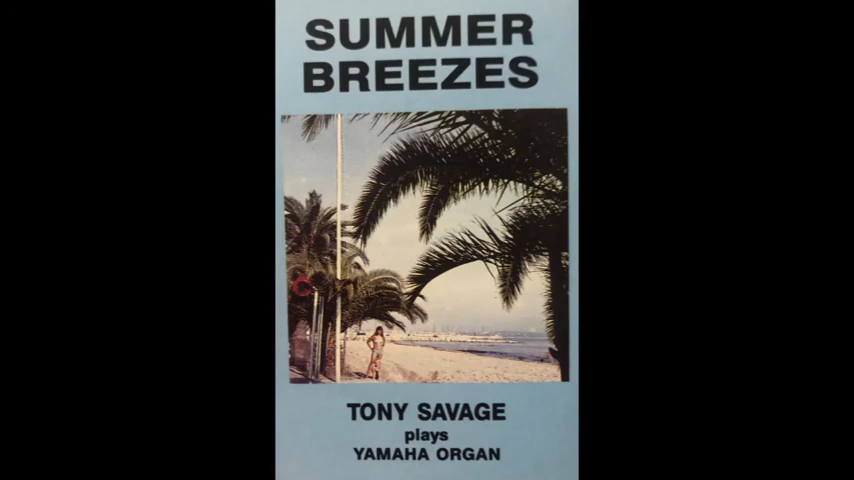 SUMMER
BREEZES
TONY SAVAGE
plays
YAMAHA ORGAN